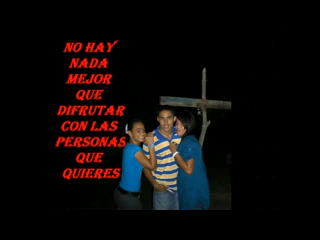 NO HAY
NADA
MEJOR
QUE
DIFRUTAR
CON LAS
PERSONAS
QUE
QUIERES